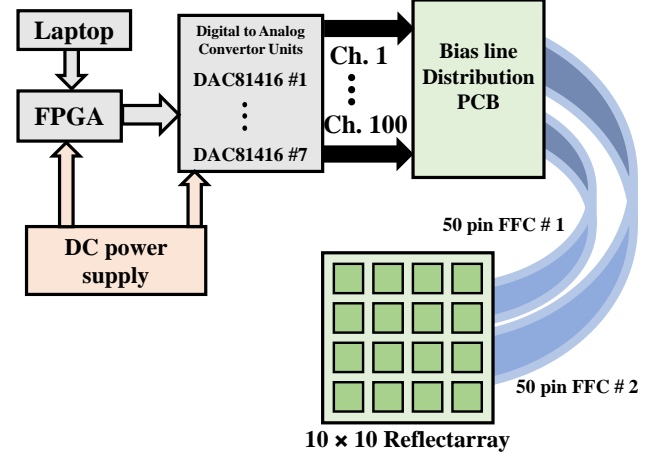 Laptop
FPGA
DC power
supply
Digital to Analog
Convertor Units
DAC81416 #1
DAC81416 #7
Ch. 1
Ch. 100
Bias line
Distribution
PCB
50 pin FFC # 1
50 pin FFC # 2
10 × 10 Reflectarray